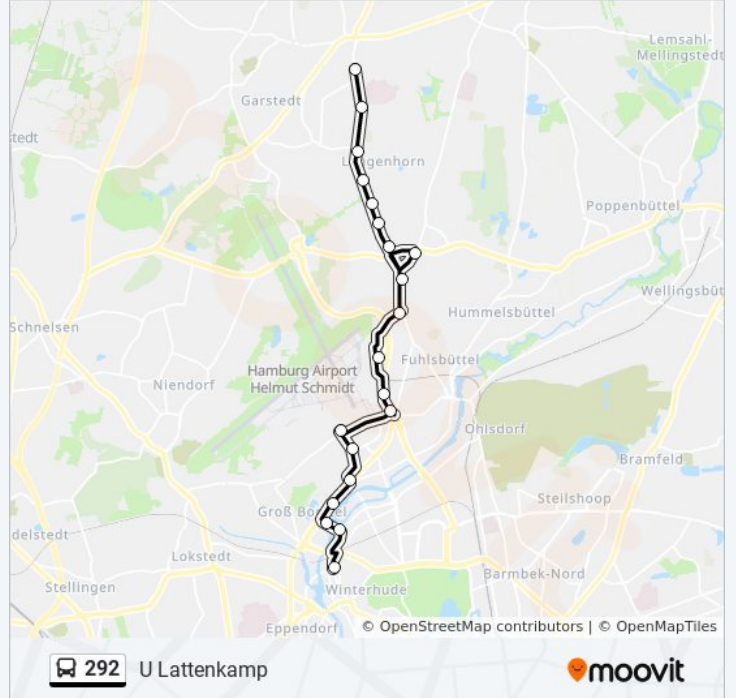 Lemsahl-
Mellingstedt
Garstedt
tedt
Langenhorn
Poppenbüttel
Wellingsbüt
Hummelsbüttel
Schnelsen
Fuhlsbüttel
Hamburg Airport
Helmut Schmidt
Niendorf
Ohlsdorf
Bramfeld
Steilshoop
Groß Borstel
delstedt
Lokstedt
Barmbek-Nord
Stellingen
Winterhude
Eppendorf
© OpenStreetMap contributors | © OpenMapTiles
292 U Lattenkamp
moovit